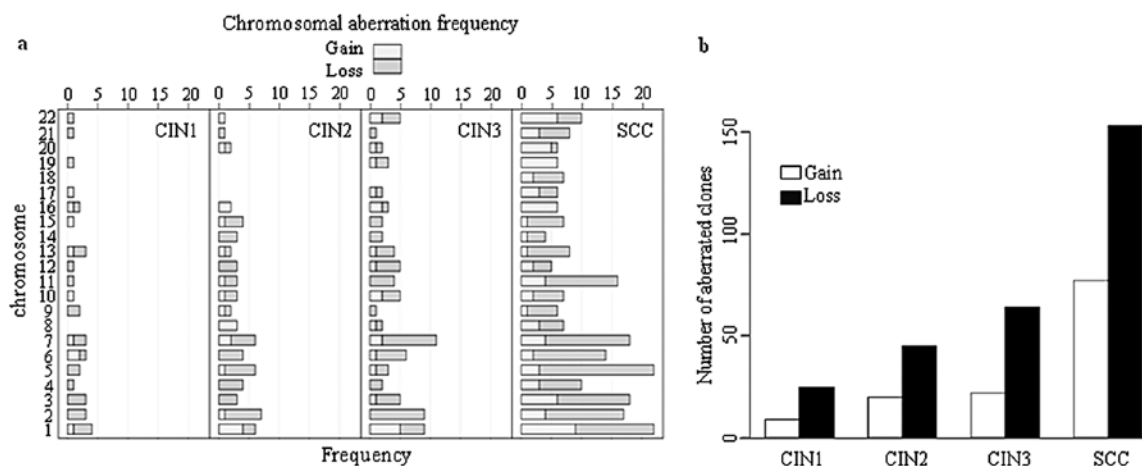 Chromosomal aberration frequency
a
Gain
Loss
0 5 10 15 20 0 5 10 15 20 0 5 10 15 20 0 5 10 15 20
CIN1 CIN2 CIN3 SCC
22
21
20
19
18
17
16
15
14
13
12
11
10
9
8
7
6
5
4
3
2
1
chromosome
Frequency
b
Gain
Loss
150
100
50
0
Number of aberrated clones
CIN1 CIN2 CIN3 SCC